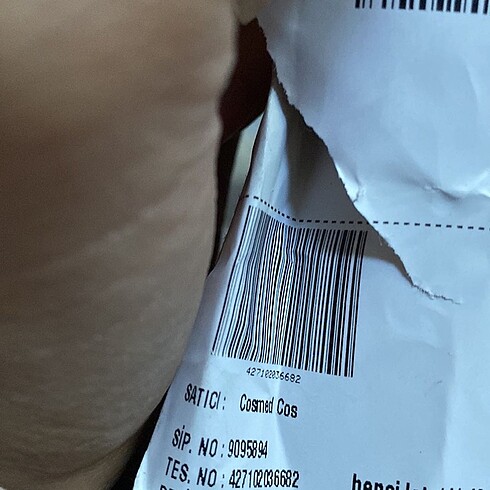 427102036682
SATICI: Cosmed Cos
SİP. NO: 9095894
TES. NO: 427102036682